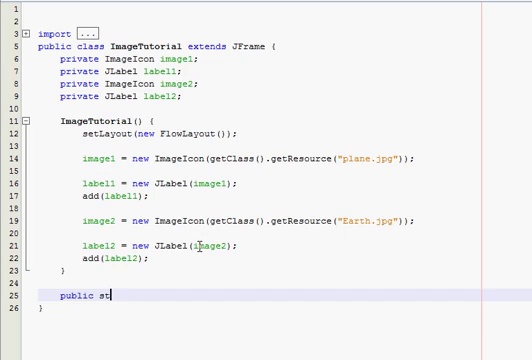 1
2
3 import ...
5 public class ImageTutorial extends JFrame {
6 private ImageIcon image1;
7 private JLabel label1;
8 private ImageIcon image2;
9 private JLabel label2;
10
11 ImageTutorial() {
12 setLayout(new FlowLayout());
13
14 image1 = new ImageIcon(getClass().getResource("plane.jpg"));
15
16 label1 = new JLabel(image1);
17 add(label1);
18
19 image2 = new ImageIcon(getClass().getResource("Earth.jpg"));
20
21 label2 = new JLabel(image2);
22 add(label2);
23 }
24
25 public st
26 }